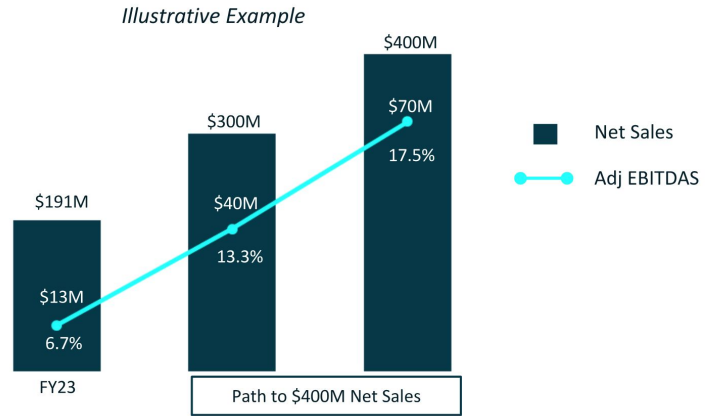 Illustrative Example
$400M
$70M
17.5%
$300M
$40M
13.3%
$191M
$13M
6.7%
FY23
Path to $400M Net Sales
Net Sales
Adj EBITDAS